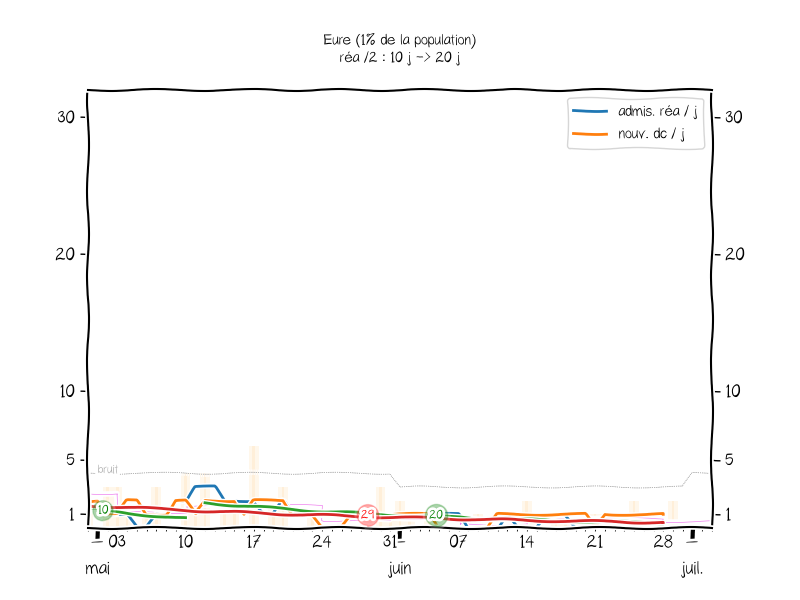 Eure (1% de la population)
réa /2 : 10 j -> 20 j
admis. réa / j
nouv. dc / j
30
30
20
20
10
10
5
5
bruit
1
1
10
29
20
03
10
17
24
31
07
14
21
28
mai
juin
juil.